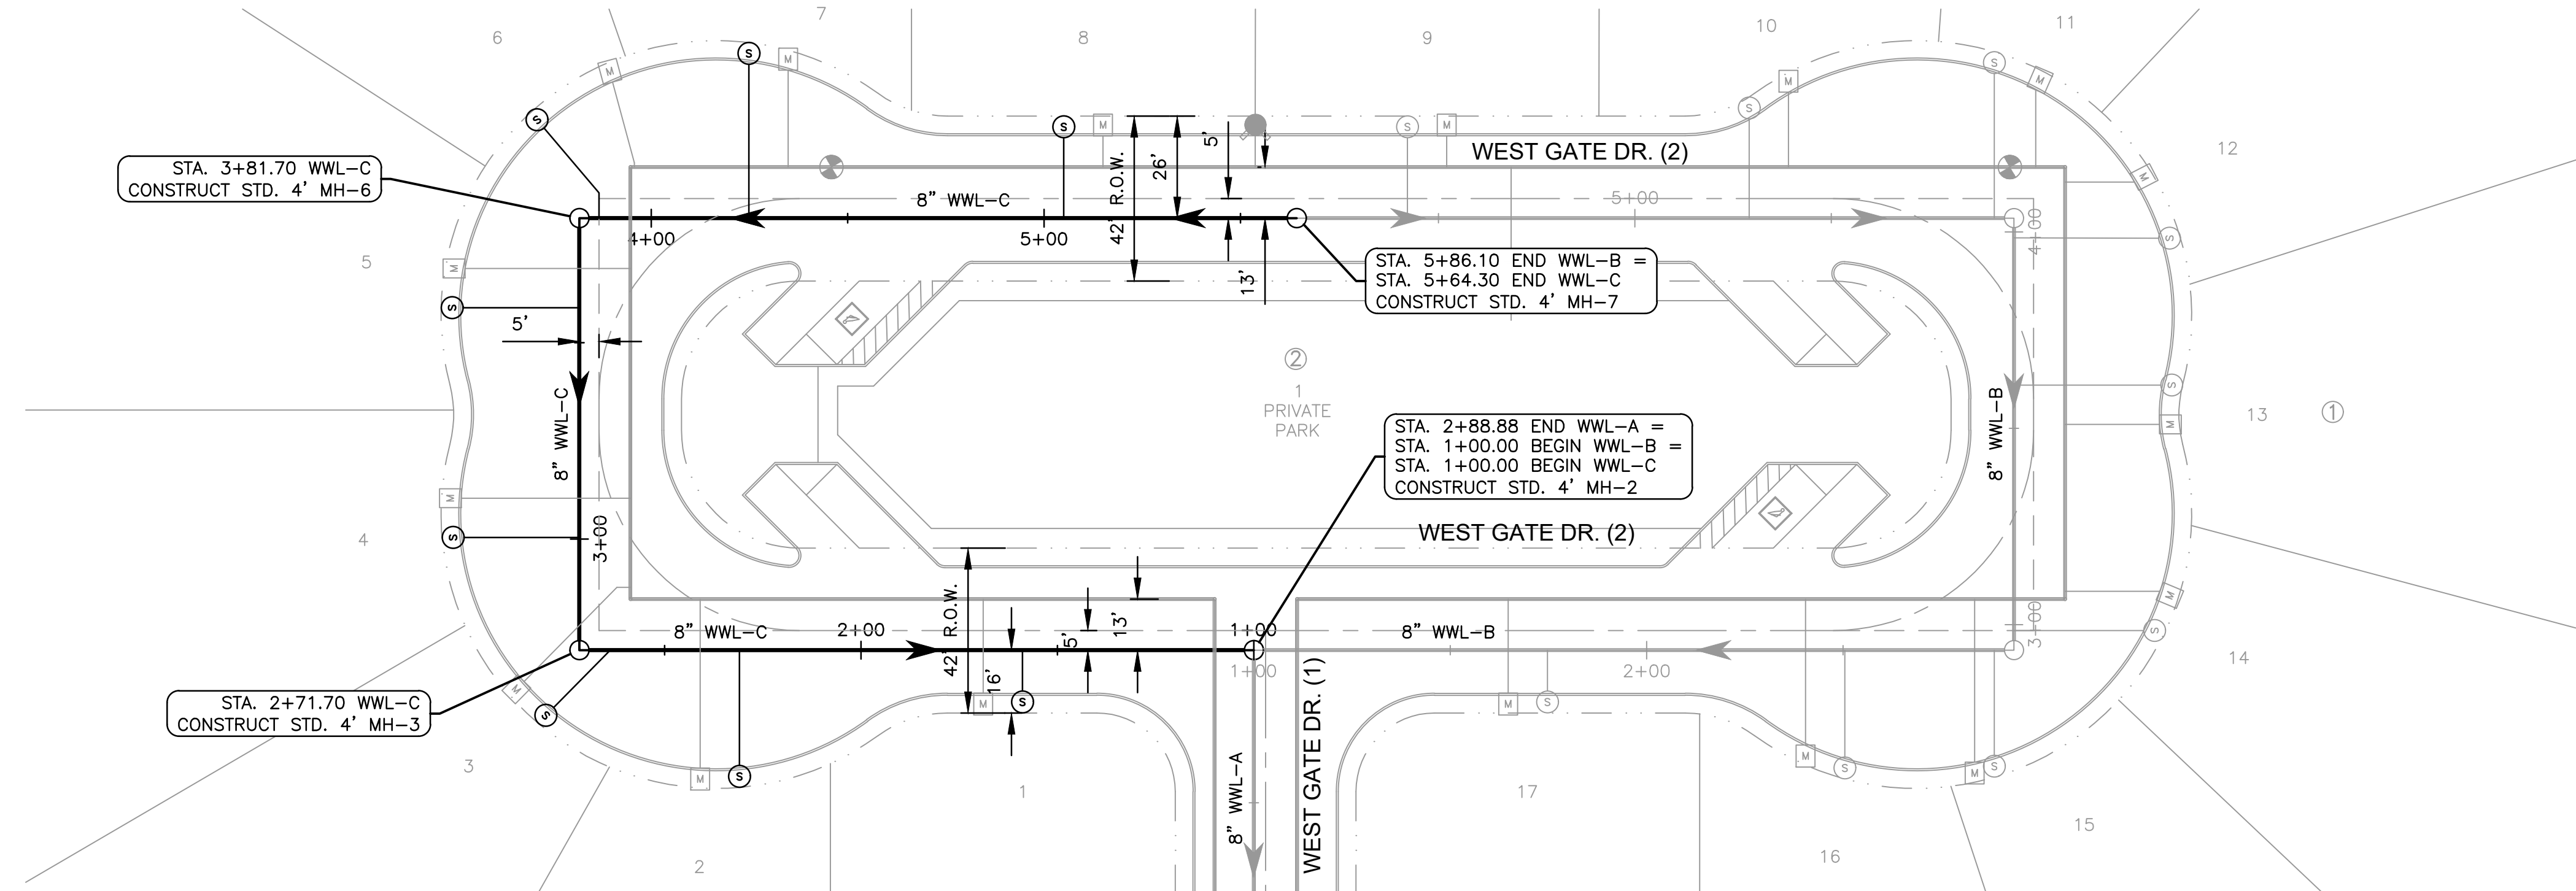 6
7
8
9
10
11
S
M
M
S
M
S
M
S
M
S
M
S
M
12
5'
26'
42' R.O.W.
WEST GATE DR. (2)
M
STA. 3+81.70 WWL-C
CONSTRUCT STD. 4' MH-6
8" WWL-C
4+00
5+00
5+00
4+00
S
13'
STA. 5+86.10 END WWL-B =
STA. 5+64.30 END WWL-C
CONSTRUCT STD. 4' MH-7
5
M
S
5'
2
1
PRIVATE
PARK
8" WWL-C
8" WWL-B
S
M
13
1
STA. 2+88.88 END WWL-A =
STA. 1+00.00 BEGIN WWL-B =
STA. 1+00.00 BEGIN WWL-C
CONSTRUCT STD. 4' MH-2
M
S
4
3+00
WEST GATE DR. (2)
42' R.O.W.
13'
5'
16'
M
S
3+00
14
8" WWL-C
2+00
1+00
8" WWL-B
1+00
2+00
STA. 2+71.70 WWL-C
CONSTRUCT STD. 4' MH-3
M
S
M
S
M
S
M
S
M
S
M
S
3
1
8" WWL-A
WEST GATE DR. (1)
17
15
2
16